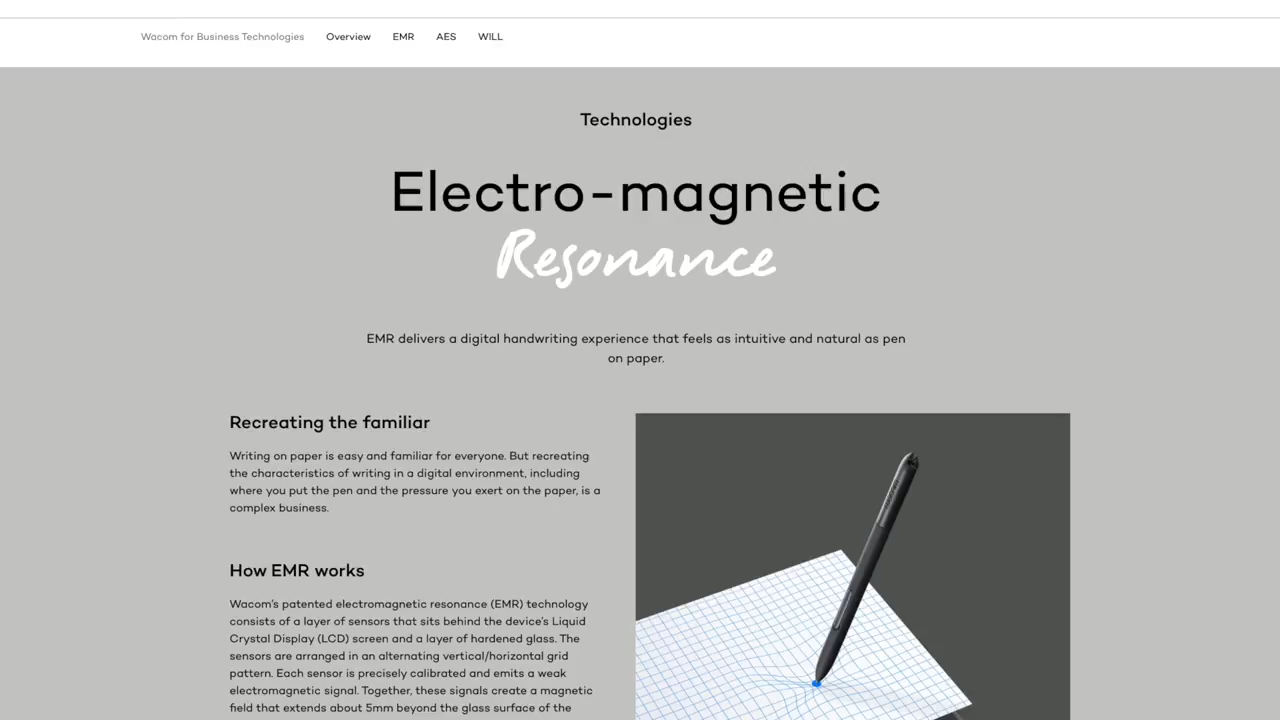 Wacom for Business Technologies Overview EMR AES WILL
Technologies
Electro-magnetic
Resonance
EMR delivers a digital handwriting experience that feels as intuitive and natural as pen
on paper.
Recreating the familiar
Writing on paper is easy and familiar for everyone. But recreating
the characteristics of writing in a digital environment, including
where you put the pen and the pressure you exert on the paper, is a
complex business.
How EMR works
Wacom's patented electromagnetic resonance (EMR) technology
consists of a layer of sensors that sits behind the device's Liquid
Crystal Display (LCD) screen and a layer of hardened glass. The
sensors are arranged in an alternating vertical/horizontal grid
pattern. Each sensor is precisely calibrated and emits a weak
electromagnetic signal. Together, these signals create a magnetic
field that extends about 5mm beyond the glass surface of the